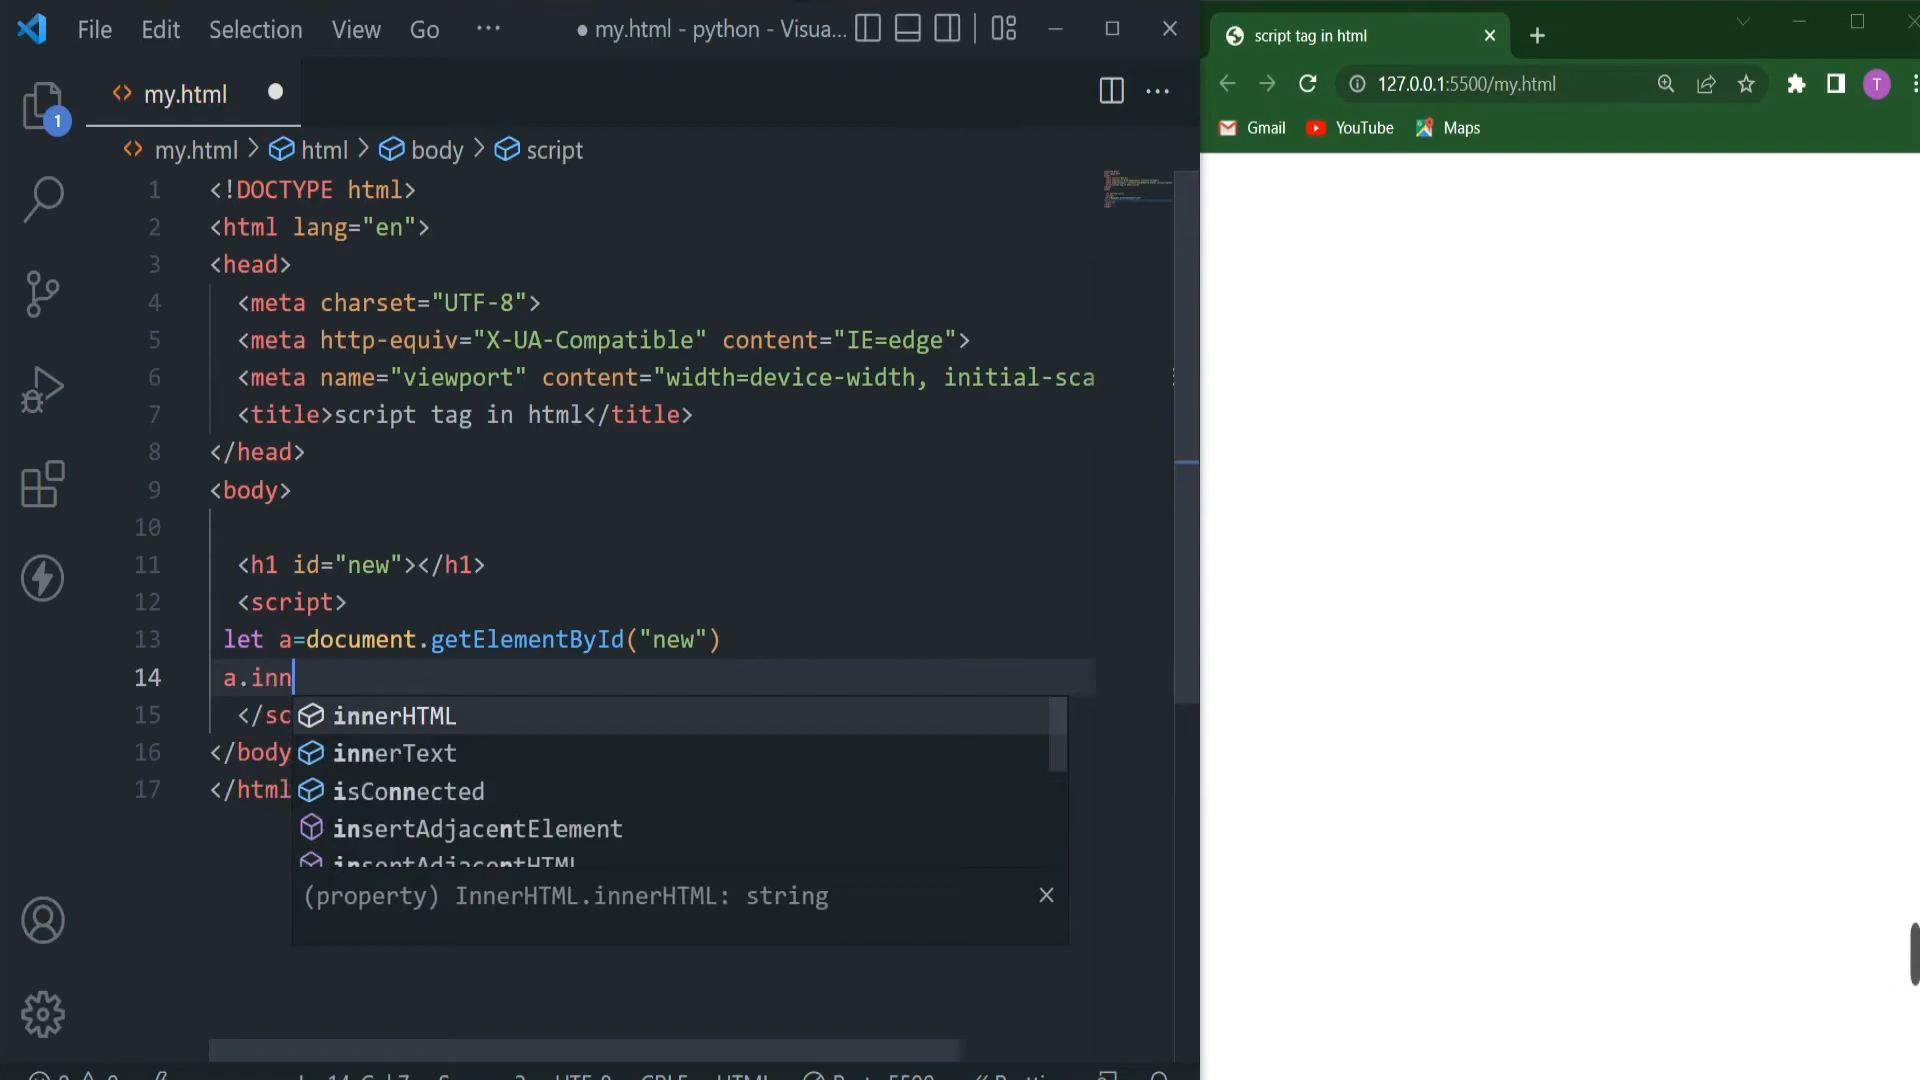 File Edit Selection View Go ··· ● my.html - python - Visua...
my.html
1
my.html > html > body > script
1 <!DOCTYPE html>
2 <html lang="en">
3 <head>
4 <meta charset="UTF-8">
5 <meta http-equiv="X-UA-Compatible" content="IE=edge">
6 <meta name="viewport" content="width=device-width, initial-sca
7 <title>script tag in html</title>
8 </head>
9 <body>
10
11 <h1 id="new"></h1>
12 <script>
13 let a=document.getElementById("new")
14 a.inn
15 </sc
innerHTML
16 </body
innerText
17 </html
isConnected
insertAdjacentElement
insertAdjacentHTML
(property) InnerHTML.innerHTML: string
script tag in html
127.0.0.1:5500/my.html
T
Gmail YouTube Maps